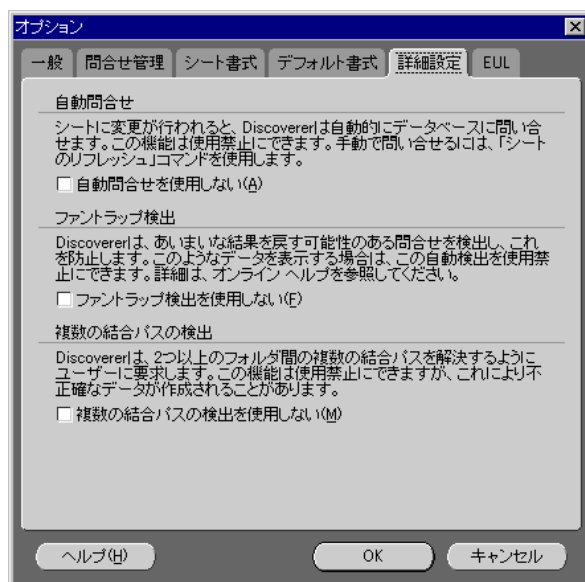 オプション
一般 問合せ管理 シート書式 デフォルト書式 詳細設定 EUL
自動問合せ
シートに変更が行われると、Discovererは自動的にデータベースに問い合
せます。この機能は使用禁止にできます。手動で問い合せるには、「シート
のリフレッシュ」コマンドを使用します。
自動問合せを使用しない(A)
ファントラップ検出
Discovererは、あいまいな結果を戻す可能性のある問合せを検出し、これ
を防止します。このようなデータを表示する場合は、この自動検出を使用禁
止にできます。詳細は、オンライン ヘルプを参照してください。
ファントラップ検出を使用しない(F)
複数の結合パスの検出
Discovererは、2つ以上のフォルダ間の複数の結合パスを解決するように
ユーザーに要求します。この機能は使用禁止にできますが、これにより不
正確なデータが作成されることがあります。
複数の結合パスの検出を使用しない(M)
ヘルプ(H) OK キャンセル